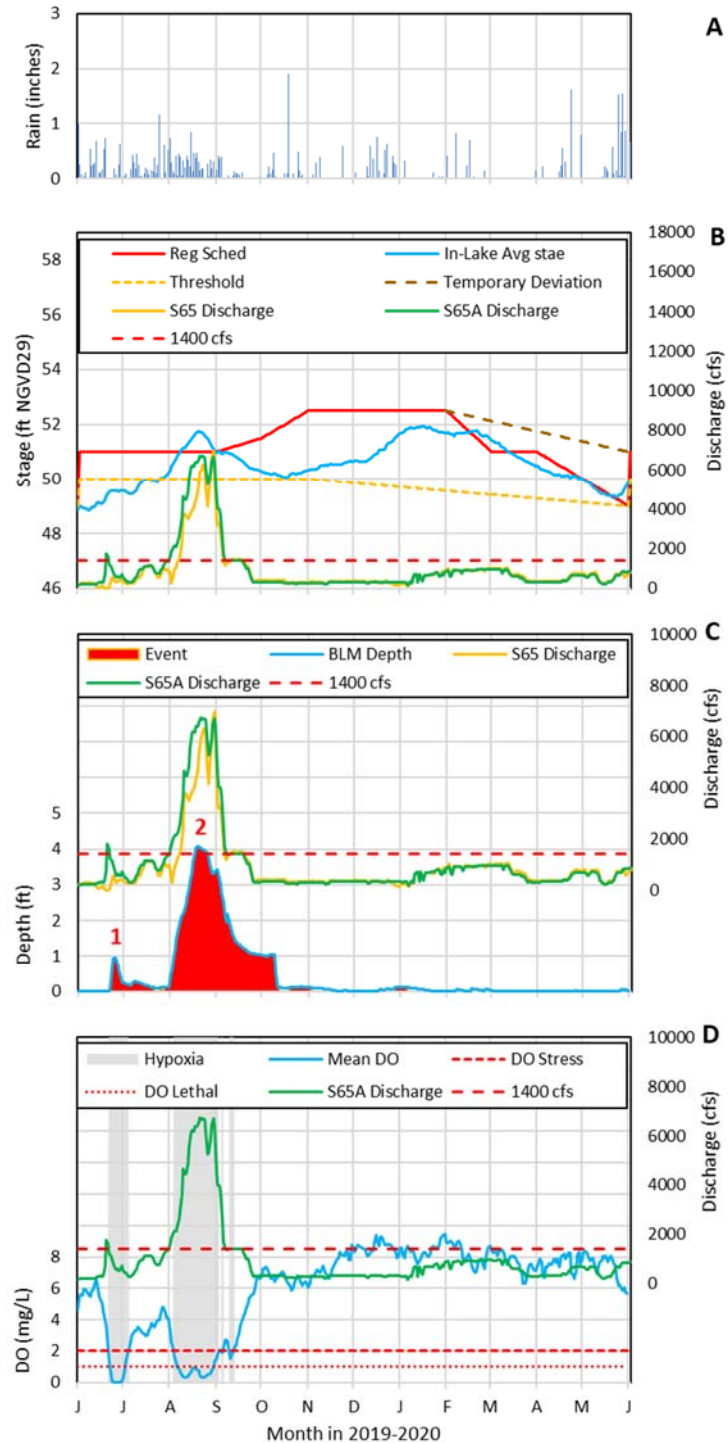 A
Rain (inches)
3
2
1
0
B
Stage (ft NGVD29)
58
56
54
52
50
48
46
Reg Sched
In-Lake Avg stae
Threshold
Temporary Deviation
S65 Discharge
S65A Discharge
1400 cfs
18000
16000
14000
12000
10000
8000
6000
4000
2000
0
Discharge (cfs)
C
Event
BLM Depth
S65 Discharge
S65A Discharge
1400 cfs
10000
8000
6000
4000
2000
0
Discharge (cfs)
Depth (ft)
5
4
3
2
1
0
1
2
D
Hypoxia
Mean DO
DO Stress
DO Lethal
S65A Discharge
1400 cfs
10000
8000
6000
4000
2000
0
Discharge (cfs)
DO (mg/L)
8
6
4
2
0
J J A S O N D J F M A M J
Month in 2019-2020